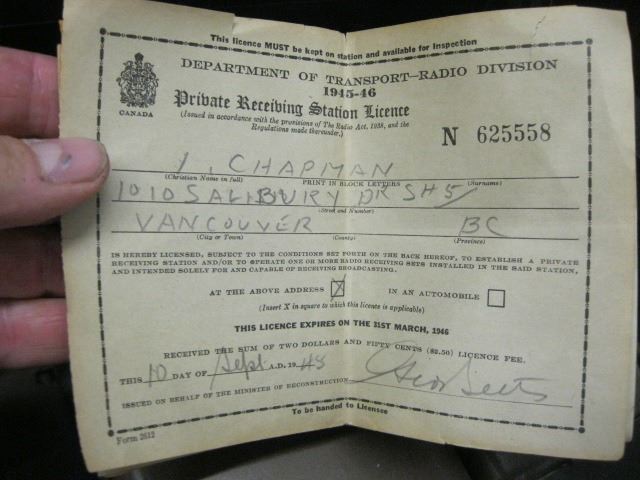 This licence MUST be kept on station and available for Inspection
DEPARTMENT OF TRANSPORT—RADIO DIVISION
1945-46
Private Receiving Station Licence
(Issued in accordance with the provisions of The Radio Act, 1938, and the
Regulations made thereunder.)
CANADA
N 625558
CHAPMAN
(Christian Name in full) PRINT IN BLOCK LETTERS (Surname)
1010 SALIBURY DR SH5
(Street and Number)
VANCOUVER BC
(City or Town) (County) (Province)
IS HEREBY LICENSED, SUBJECT TO THE CONDITIONS SET FORTH ON THE BACK HEREOF, TO ESTABLISH A PRIVATE
RECEIVING STATION AND/OR TO OPERATE ONE OR MORE RADIO RECEIVING SETS INSTALLED IN THE SAID STATION,
AND INTENDED SOLELY FOR AND CAPABLE OF RECEIVING BROADCASTING.
AT THE ABOVE ADDRESS X IN AN AUTOMOBILE
(Insert X in square to which this licence is applicable)
THIS LICENCE EXPIRES ON THE 31ST MARCH, 1946
RECEIVED THE SUM OF TWO DOLLARS AND FIFTY CENTS ($2.50) LICENCE FEE.
THIS 10 DAY OF Sept A.D. 19
ISSUED ON BEHALF OF THE MINISTER OF RECONSTRUCTION
To be handed to Licensee
Form 2612